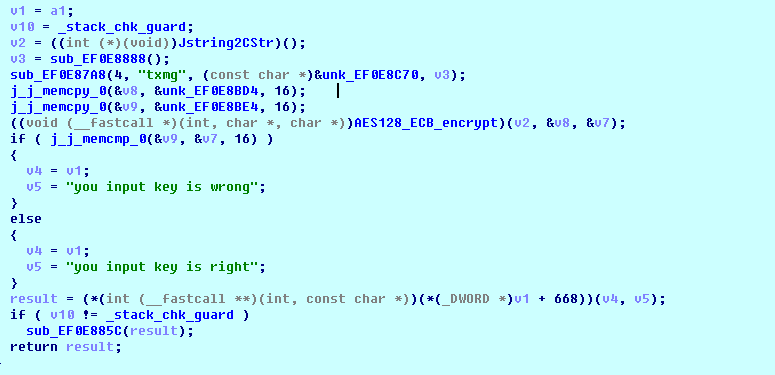 v1 = a1;
v10 = _stack_chk_guard;
v2 = ((int (*)(void))Jstring2CStr)();
v3 = sub_EF0E8888();
sub_EF0E87A8(4, "txmg", (const char *)&unk_EF0E8C70, v3);
j_j_memcpy_0(&v8, &unk_EF0E8BD4, 16);
j_j_memcpy_0(&v9, &unk_EF0E8BE4, 16);
((void (__fastcall *)(int, char *, char *))AES128_ECB_encrypt)(v2, &v8, &v7);
if ( j_j_memcmp_0(&v9, &v7, 16) )
{
v4 = v1;
v5 = "you input key is wrong";
}
else
{
v4 = v1;
v5 = "you input key is right";
}
result = (*(int (__fastcall **)(int, const char *))(*(_DWORD *)v1 + 668))(v4, v5);
if ( v10 != _stack_chk_guard )
sub_EF0E885C(result);
return result;